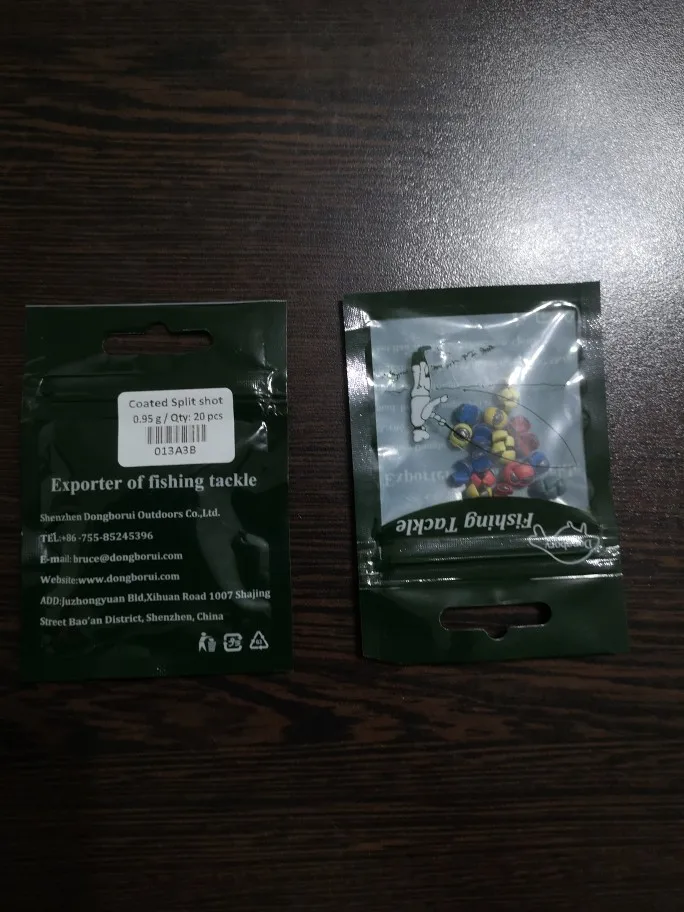 Coated Split shot
0.95 g / Qty: 20 pcs
013A3B
Exporter of fishing tackle
Shenzhen Dongborui Outdoors Co.,Ltd.
TEL:+86 -755-85245396
E-mail:bruce@dongborui.com
Website:www.dongborui.com
ADD:Juzhongyuan Bld,Xihuan Road 1007 Shajing
Street Bao'an District, Shenzhen, China
Fishing Tackle